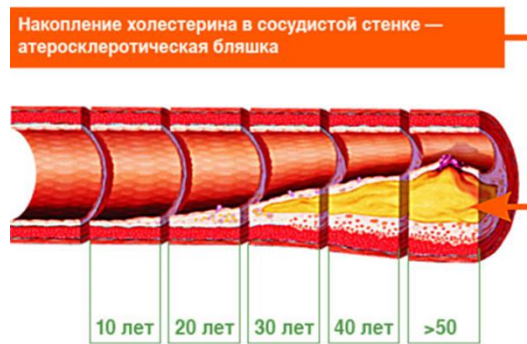 Накопление холестерина в сосудистой стенке —
атеросклеротическая бляшка
10 лет 20 лет 30 лет 40 лет >50